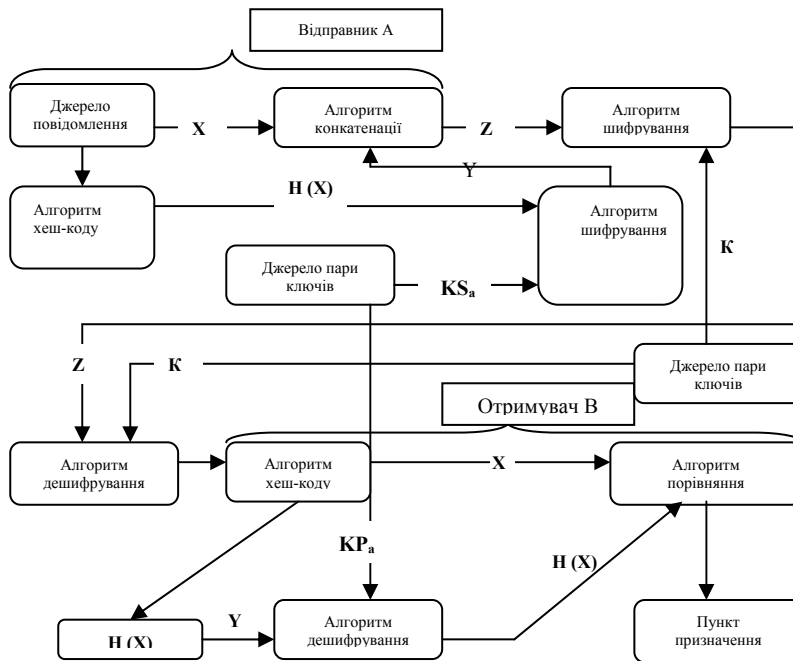 Відправник А
Джерело
повідомлення
X
Алгоритм
конкатенації
Z
Алгоритм
шифрування
Y
H (X)
Алгоритм
хеш-коду
Алгоритм
шифрування
К
Джерело пари
ключів
KSa
Z
К
Джерело пари
ключів
Отримувач В
Алгоритм
дешифрування
Алгоритм
хеш-коду
X
Алгоритм
порівняння
KPa
H (X)
H (X)
Y
Алгоритм
дешифрування
Пункт
призначення